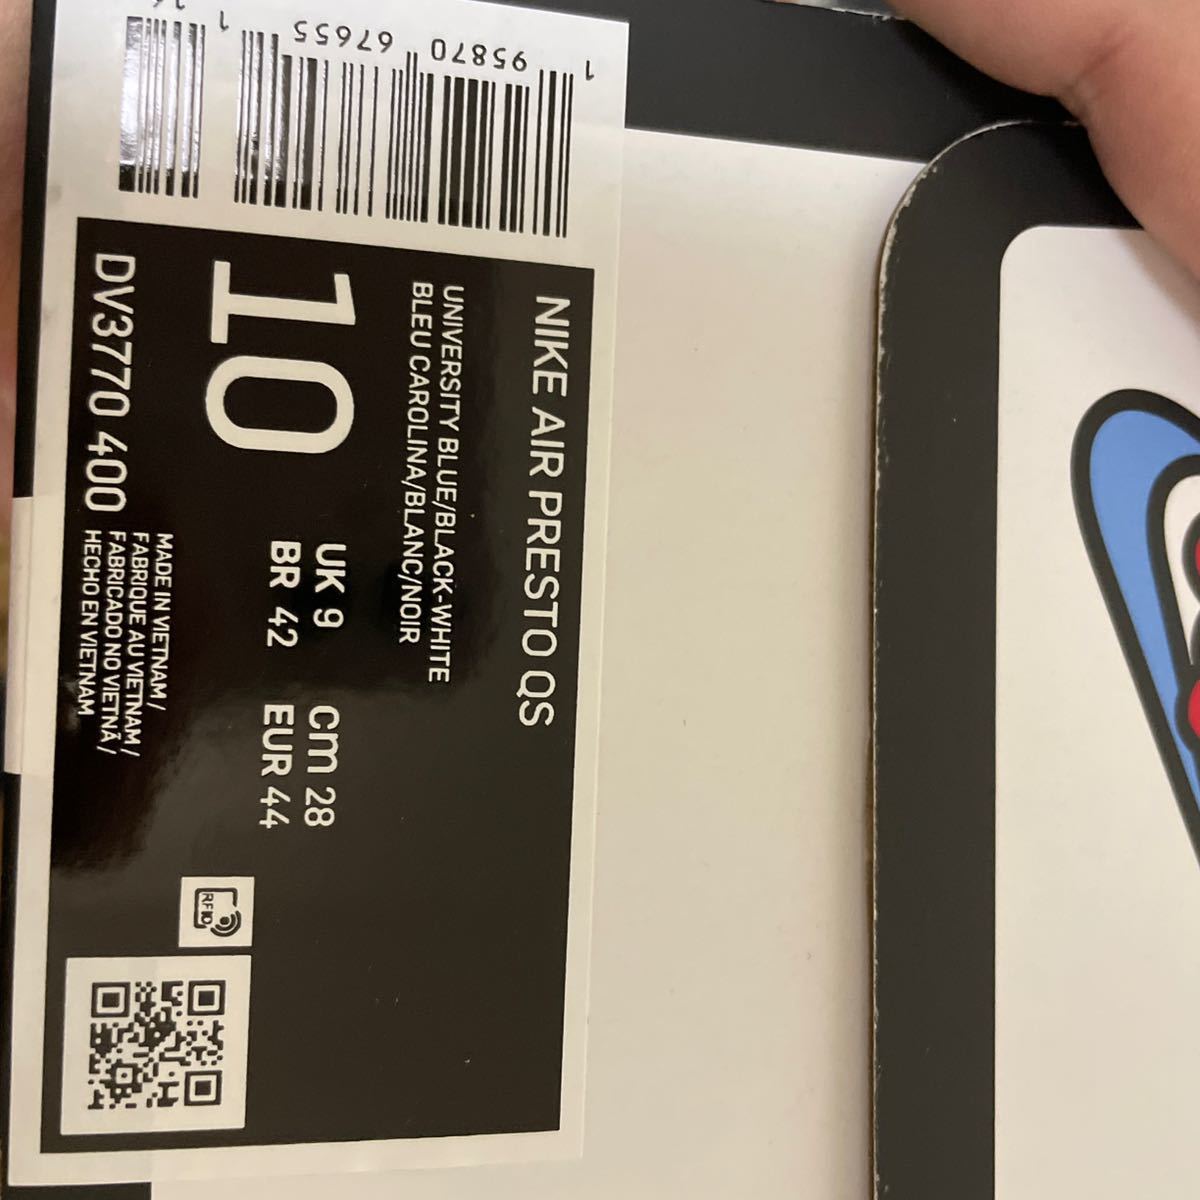 NIKE AIR PRESTO QS
UNIVERSITY BLUE/BLACK-WHITE
BLEU CAROLINA/BLANC/NOIR
10
UK 9 cm 28
BR 42 EUR 44
DV3770 400
MADE IN VIETNAM /
FABRIQUE AU VIETNAM /
FABRICADO NO VIETNÃ /
HECHO EN VIETNAM
RFID
1 95870 67655 1